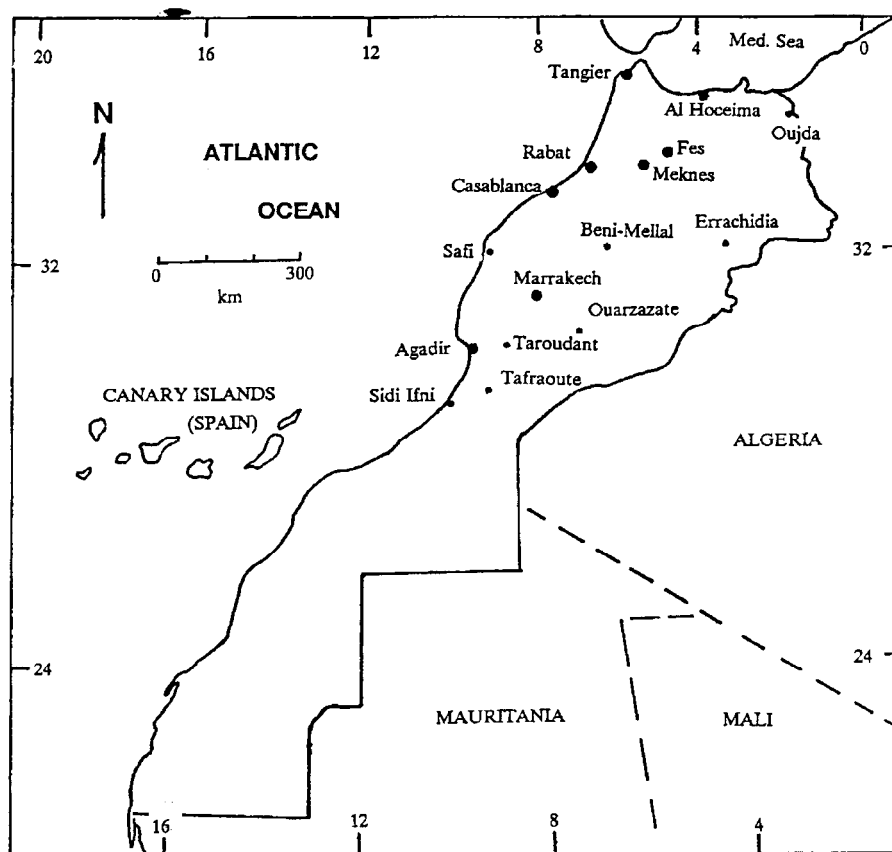 20
16
12
8
4
0
Med. Sea
Tangier
Al Hoceima
N
Oujda
ATLANTIC
Fes
Rabat
Meknes
Casablanca
OCEAN
Beni-Mellal
Errachidia
32
Safi
32
0
300
km
Marrakech
Ouarzazate
Agadir
Taroudant
Tafraoute
CANARY ISLANDS
(SPAIN)
Sidi Ifni
ALGERIA
24
24
MAURITANIA
MALI
16
12
8
4